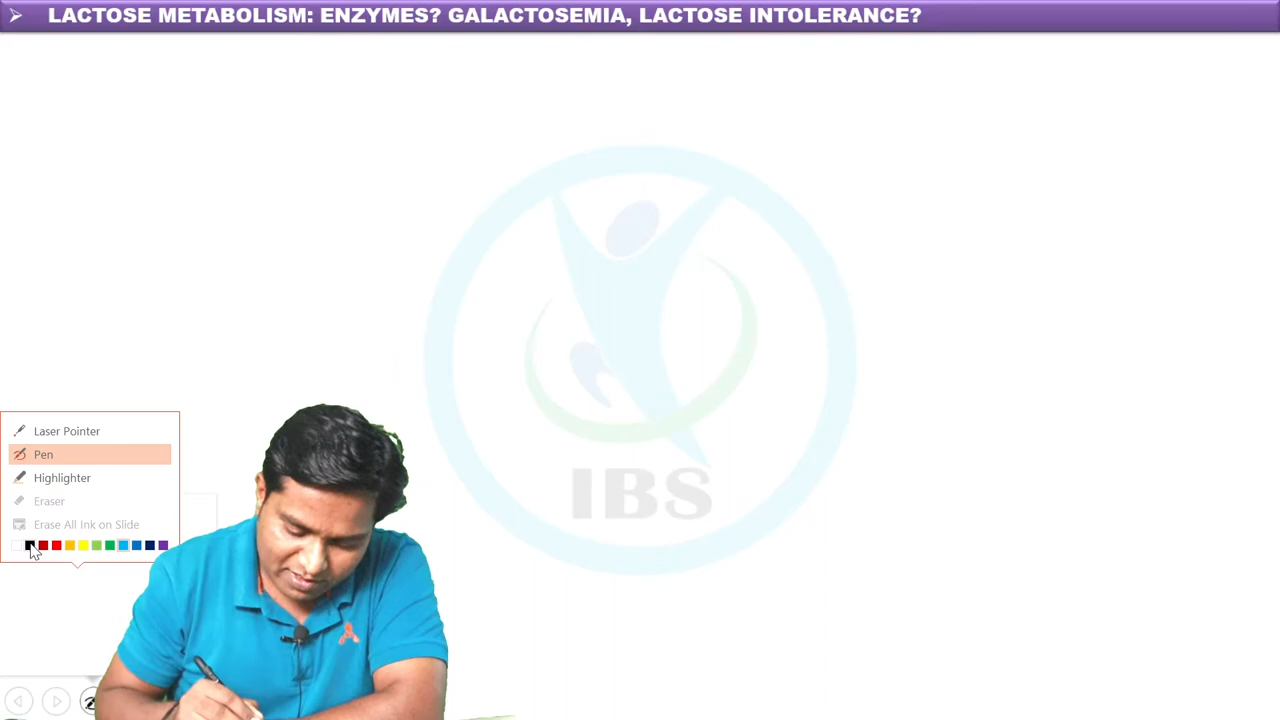 LACTOSE METABOLISM: ENZYMES? GALACTOSEMIA, LACTOSE INTOLERANCE?
IBS
Laser Pointer
Pen
Highlighter
Eraser
Erase All Ink on Slide